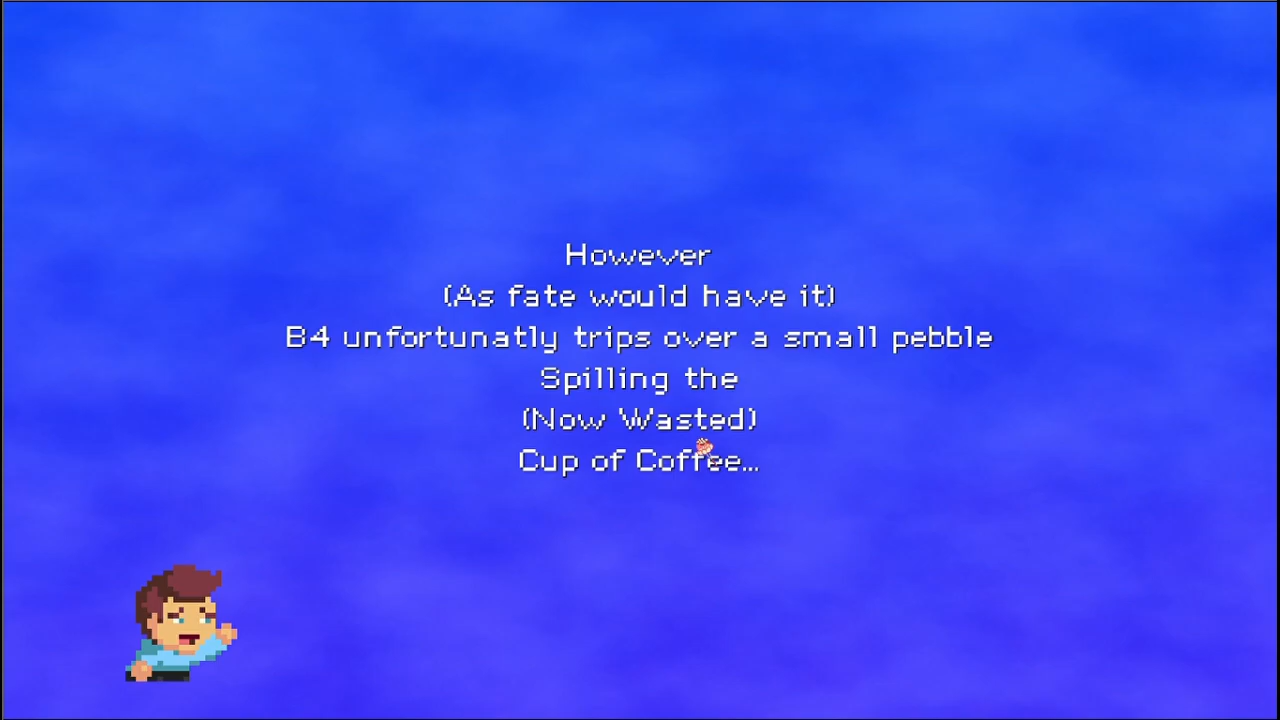 However
(As fate would have it)
B4 unfortunatly trips over a small pebble
Spilling the
(Now Wasted)
Cup of Coffee...